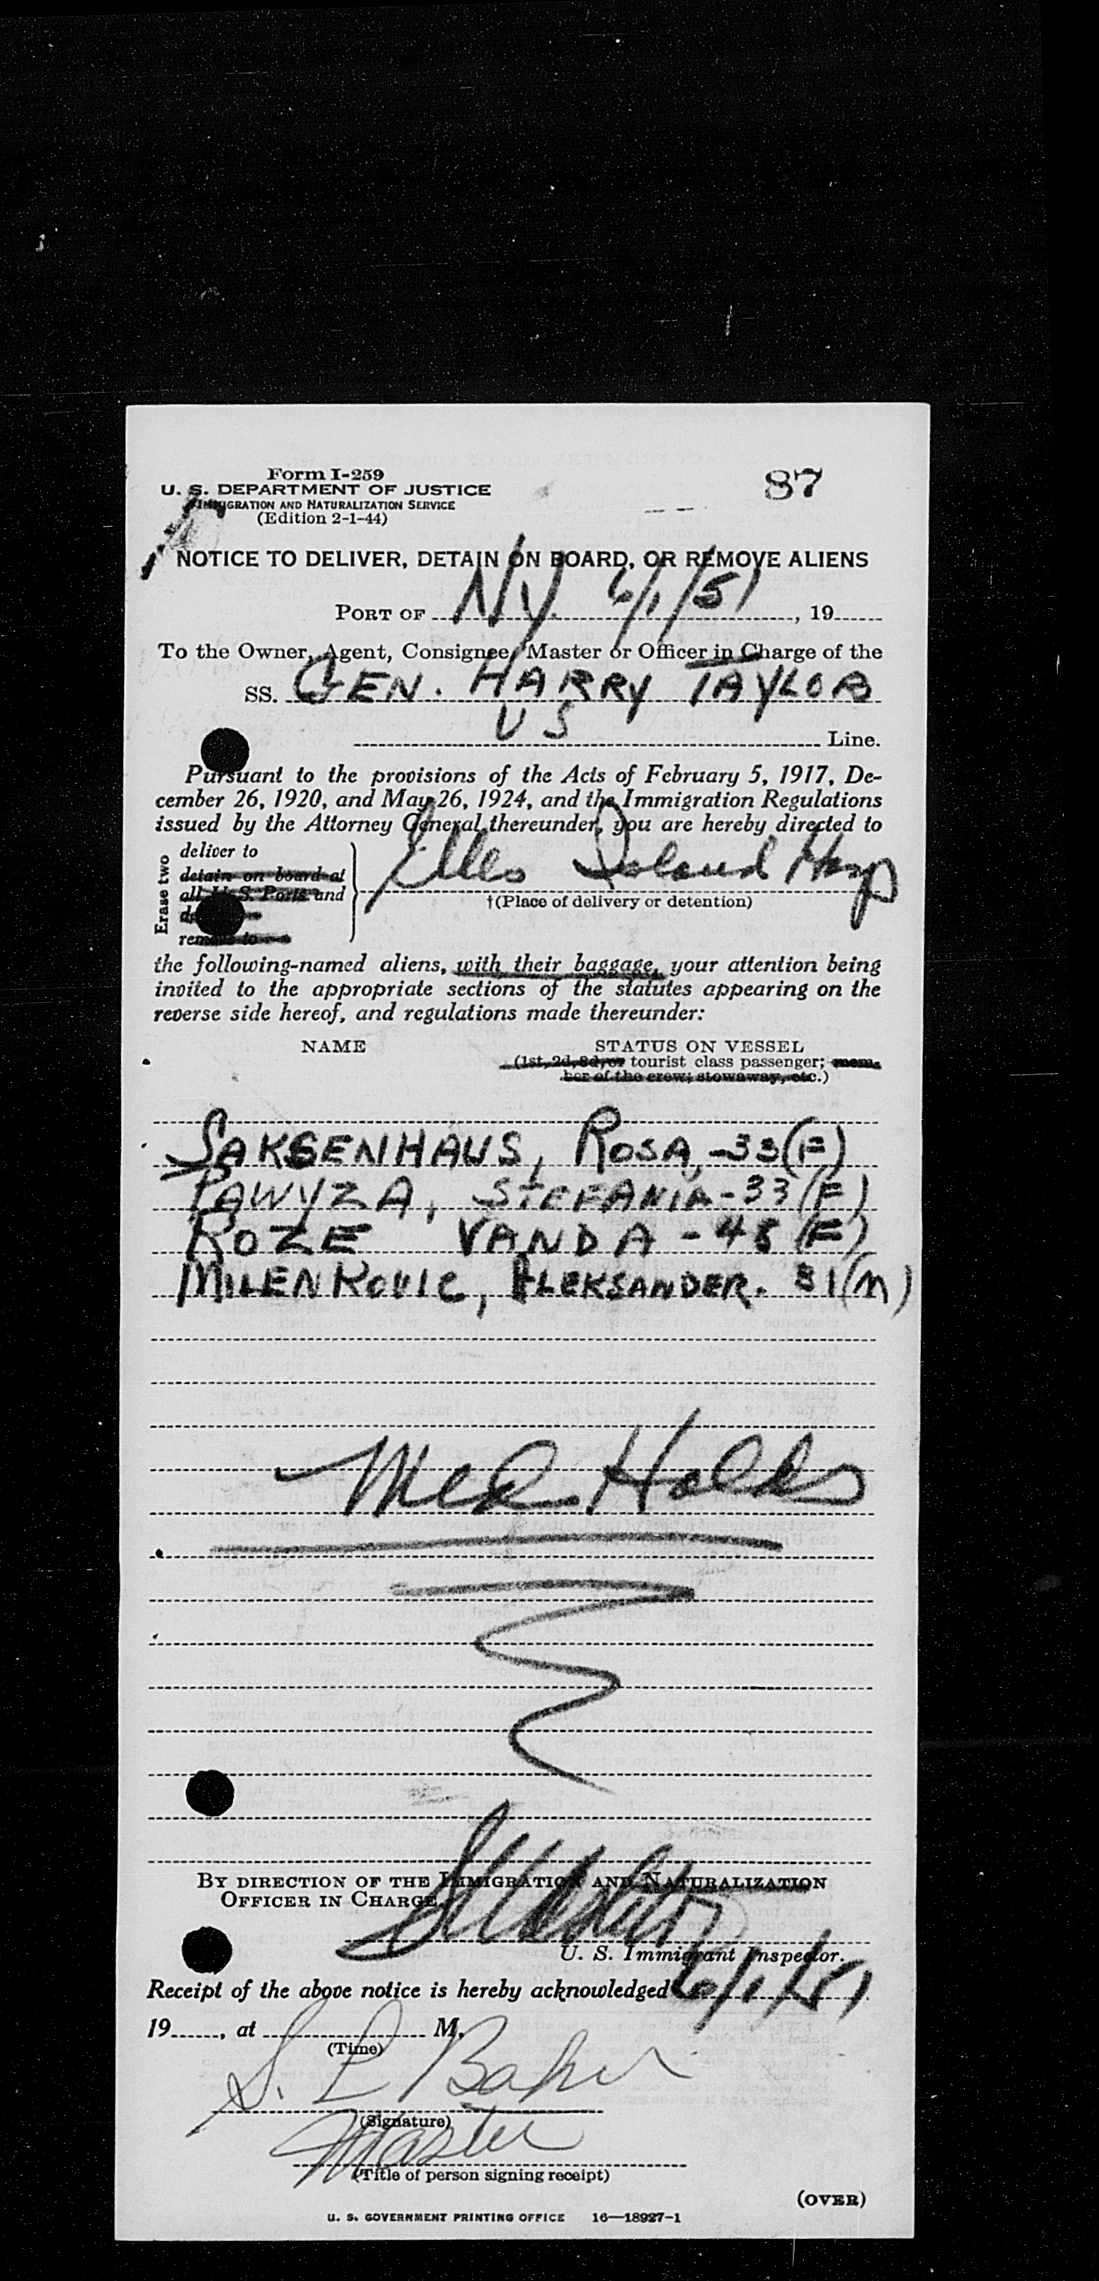 Form I-259
87
U. S. DEPARTMENT OF JUSTICE
IMMIGRATION AND NATURALIZATION SERVICE
(Edition 2-1-44)
NOTICE TO DELIVER, DETAIN ON BOARD, OR REMOVE ALIENS
PORT OF NY 6/1/51, 19
To the Owner, Agent, Consignee, Master or Officer in Charge of the
SS. GEN. HARRY TAYLOR
US Line.
Pursuant to the provisions of the Acts of February 5, 1917, De-
cember 26, 1920, and May 26, 1924, and the Immigration Regulations
issued by the Attorney General thereunder, you are hereby directed to
Erase two
deliver to
detain on board at
all U. S. Ports and
remove to
Ellis Island Hosp
†(Place of delivery or detention)
the following-named aliens, with their baggage, your attention being
invited to the appropriate sections of the statutes appearing on the
reverse side hereof, and regulations made thereunder:
NAME STATUS ON VESSEL
(1st, 2d, 3d, or tourist class passenger; mem-
ber of the crew; stowaway, etc.)
SAKSENHAUS, ROSA, -33(F)
PAWYZA, STEFANIA-33(F)
ROZE VANDA -48(F)
MILENKOVIC, ALEKSANDER. 31(M)
Med Holds
BY DIRECTION OF THE IMMIGRATION AND NATURALIZATION
OFFICER IN CHARGE.
U. S. Immigrant Inspector.
Receipt of the above notice is hereby acknowledged 6/1/51
19, at M.
(Time)
S. L Baker
(Signature)
Master
(Title of person signing receipt)
(OVER)
U. S. GOVERNMENT PRINTING OFFICE 16—18927-1